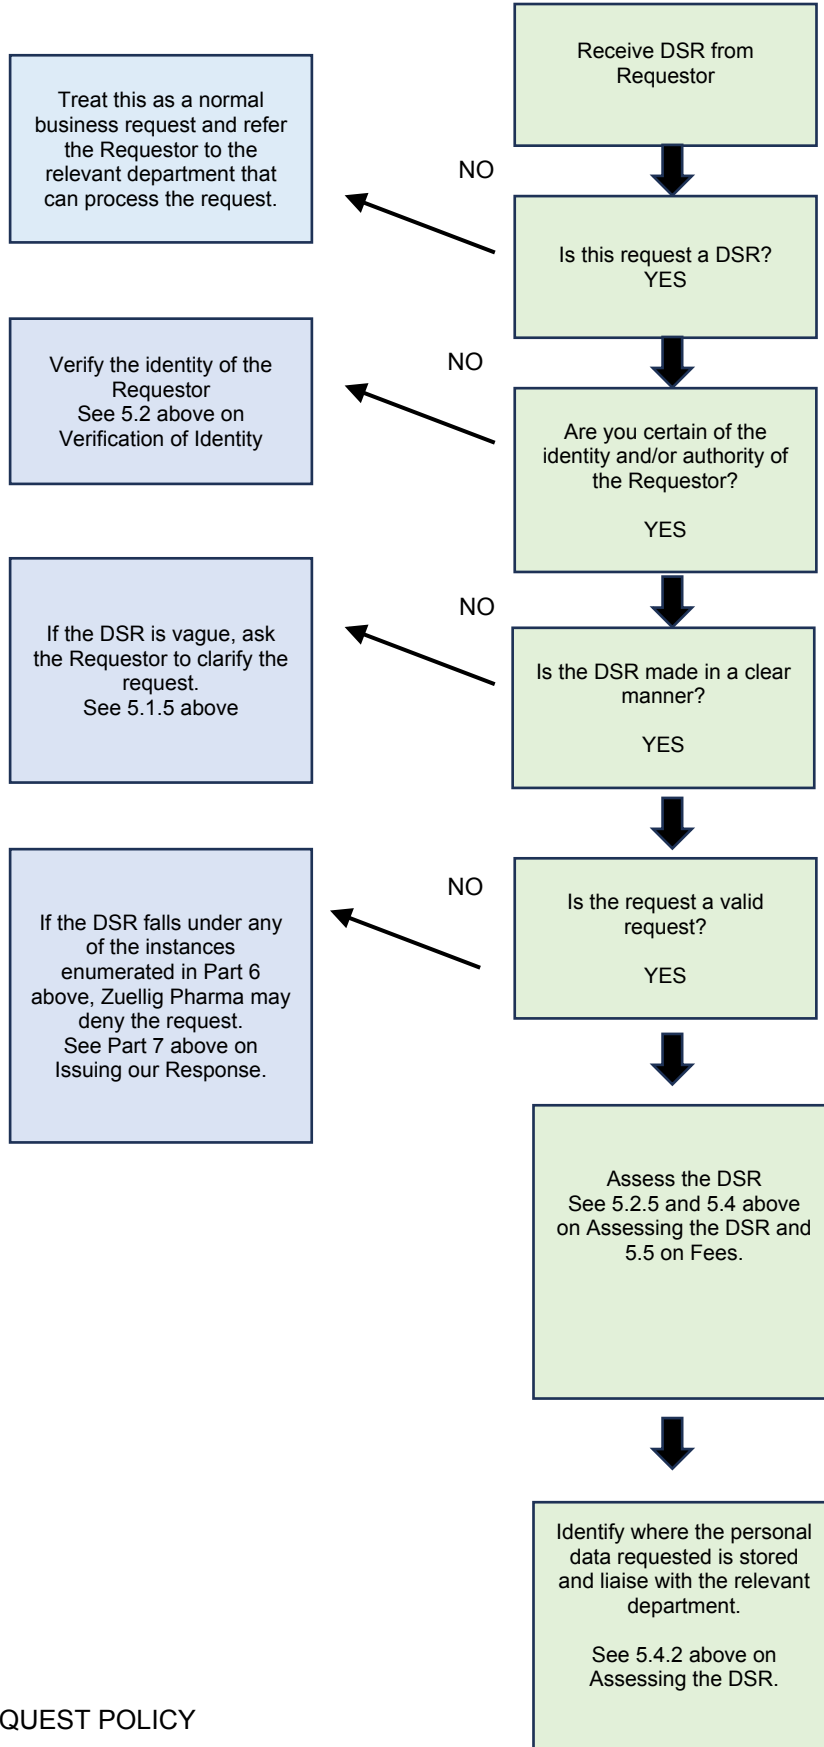 Receive DSR from
Requestor
Treat this as a normal
business request and refer
the Requestor to the
relevant department that
can process the request.
NO
Is this request a DSR?
YES
Verify the identity of the
Requestor
See 5.2 above on
Verification of Identity
NO
Are you certain of the
identity and/or authority of
the Requestor?
YES
If the DSR is vague, ask
the Requestor to clarify the
request.
See 5.1.5 above
NO
Is the DSR made in a clear
manner?
YES
If the DSR falls under any
of the instances
enumerated in Part 6
above, Zuellig Pharma may
deny the request.
See Part 7 above on
Issuing our Response.
NO
Is the request a valid
request?
YES
Assess the DSR
See 5.2.5 and 5.4 above
on Assessing the DSR and
5.5 on Fees.
Identify where the personal
data requested is stored
and liaise with the relevant
department.
See 5.4.2 above on
Assessing the DSR.
QUEST POLICY